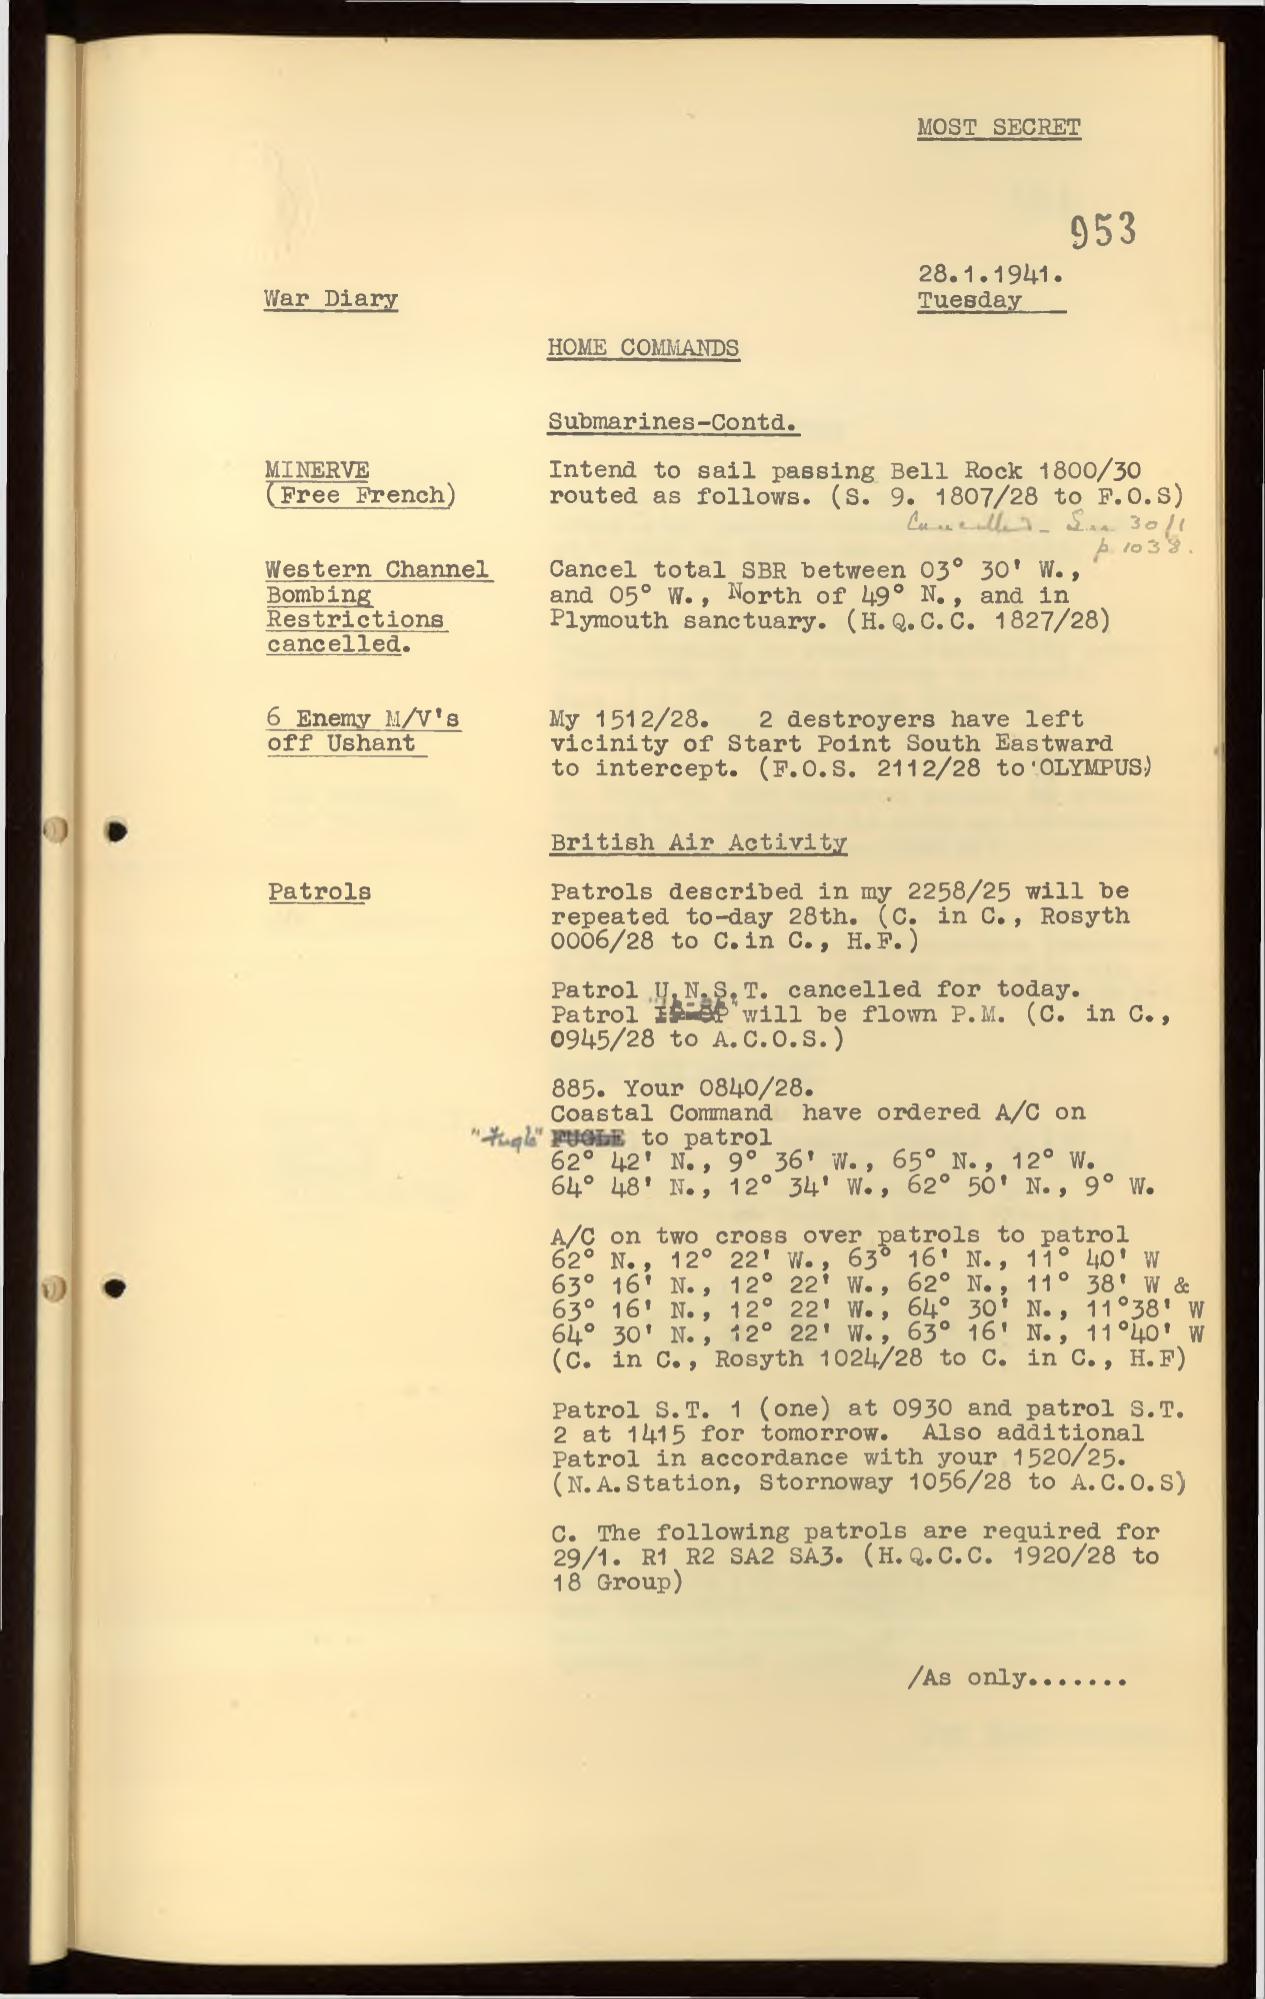 MOST SECRET
953
28.1.1941.
War Diary
Tuesday
HOME COMMANDS
Submarines-Contd.
MINERVE
(Free French)
Intend to sail passing Bell Rock 1800/30
routed as follows. (S. 9. 1807/28 to F.O.S)
Cancelled - See 30/1
p. 1038.
Western Channel
Bombing
Restrictions
cancelled.
Cancel total SBR between 03° 30' W.,
and 05° W., North of 49° N., and in
Plymouth sanctuary. (H.Q.C.C. 1827/28)
6 Enemy M/V's
off Ushant
My 1512/28. 2 destroyers have left
vicinity of Start Point South Eastward
to intercept. (F.O.S. 2112/28 to OLYMPUS)
British Air Activity
Patrols
Patrols described in my 2258/25 will be
repeated to-day 28th. (C. in C., Rosyth
0006/28 to C.in C., H.F.)
Patrol U.N.S.T. cancelled for today.
Patrol will be flown P.M. (C. in C.,
0945/28 to A.C.O.S.)
885. Your 0840/28.
Coastal Command have ordered A/C on
"Fugle" FUGLE to patrol
62° 42' N., 9° 36' W., 65° N., 12° W.
64° 48' N., 12° 34' W., 62° 50' N., 9° W.
A/C on two cross over patrols to patrol
62° N., 12° 22' W., 63° 16' N., 11° 40' W
63° 16' N., 12° 22' W., 62° N., 11° 38' W &
63° 16' N., 12° 22' W., 64° 30' N., 11°38' W
64° 30' N., 12° 22' W., 63° 16' N., 11°40' W
(C. in C., Rosyth 1024/28 to C. in C., H.F)
Patrol S.T. 1 (one) at 0930 and patrol S.T.
2 at 1415 for tomorrow. Also additional
Patrol in accordance with your 1520/25.
(N.A.Station, Stornoway 1056/28 to A.C.O.S)
C. The following patrols are required for
29/1. R1 R2 SA2 SA3. (H.Q.C.C. 1920/28 to
18 Group)
/As only.......